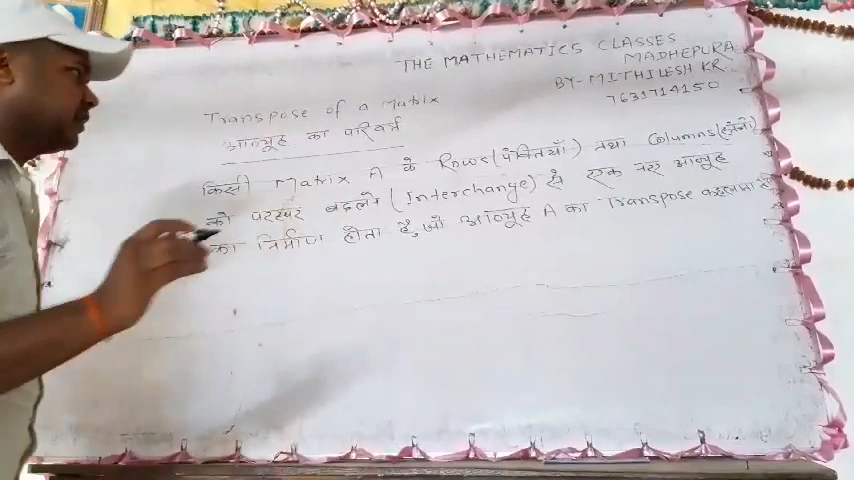 THE MATHEMATICS CLASSES
MADHEPURA
BY- MITHILESH KR.
7631714150
Transpose of a Matrix
आव्यूह का परिवर्त्त
किसी Matrix A के Rows(पंक्तियाँ) तथा Columns(स्तंभों)
को परस्पर बदलने (Interchange) से एक नए आव्यूह
का निर्माण होता है, जो आव्यूह A का Transpose कहलाता है